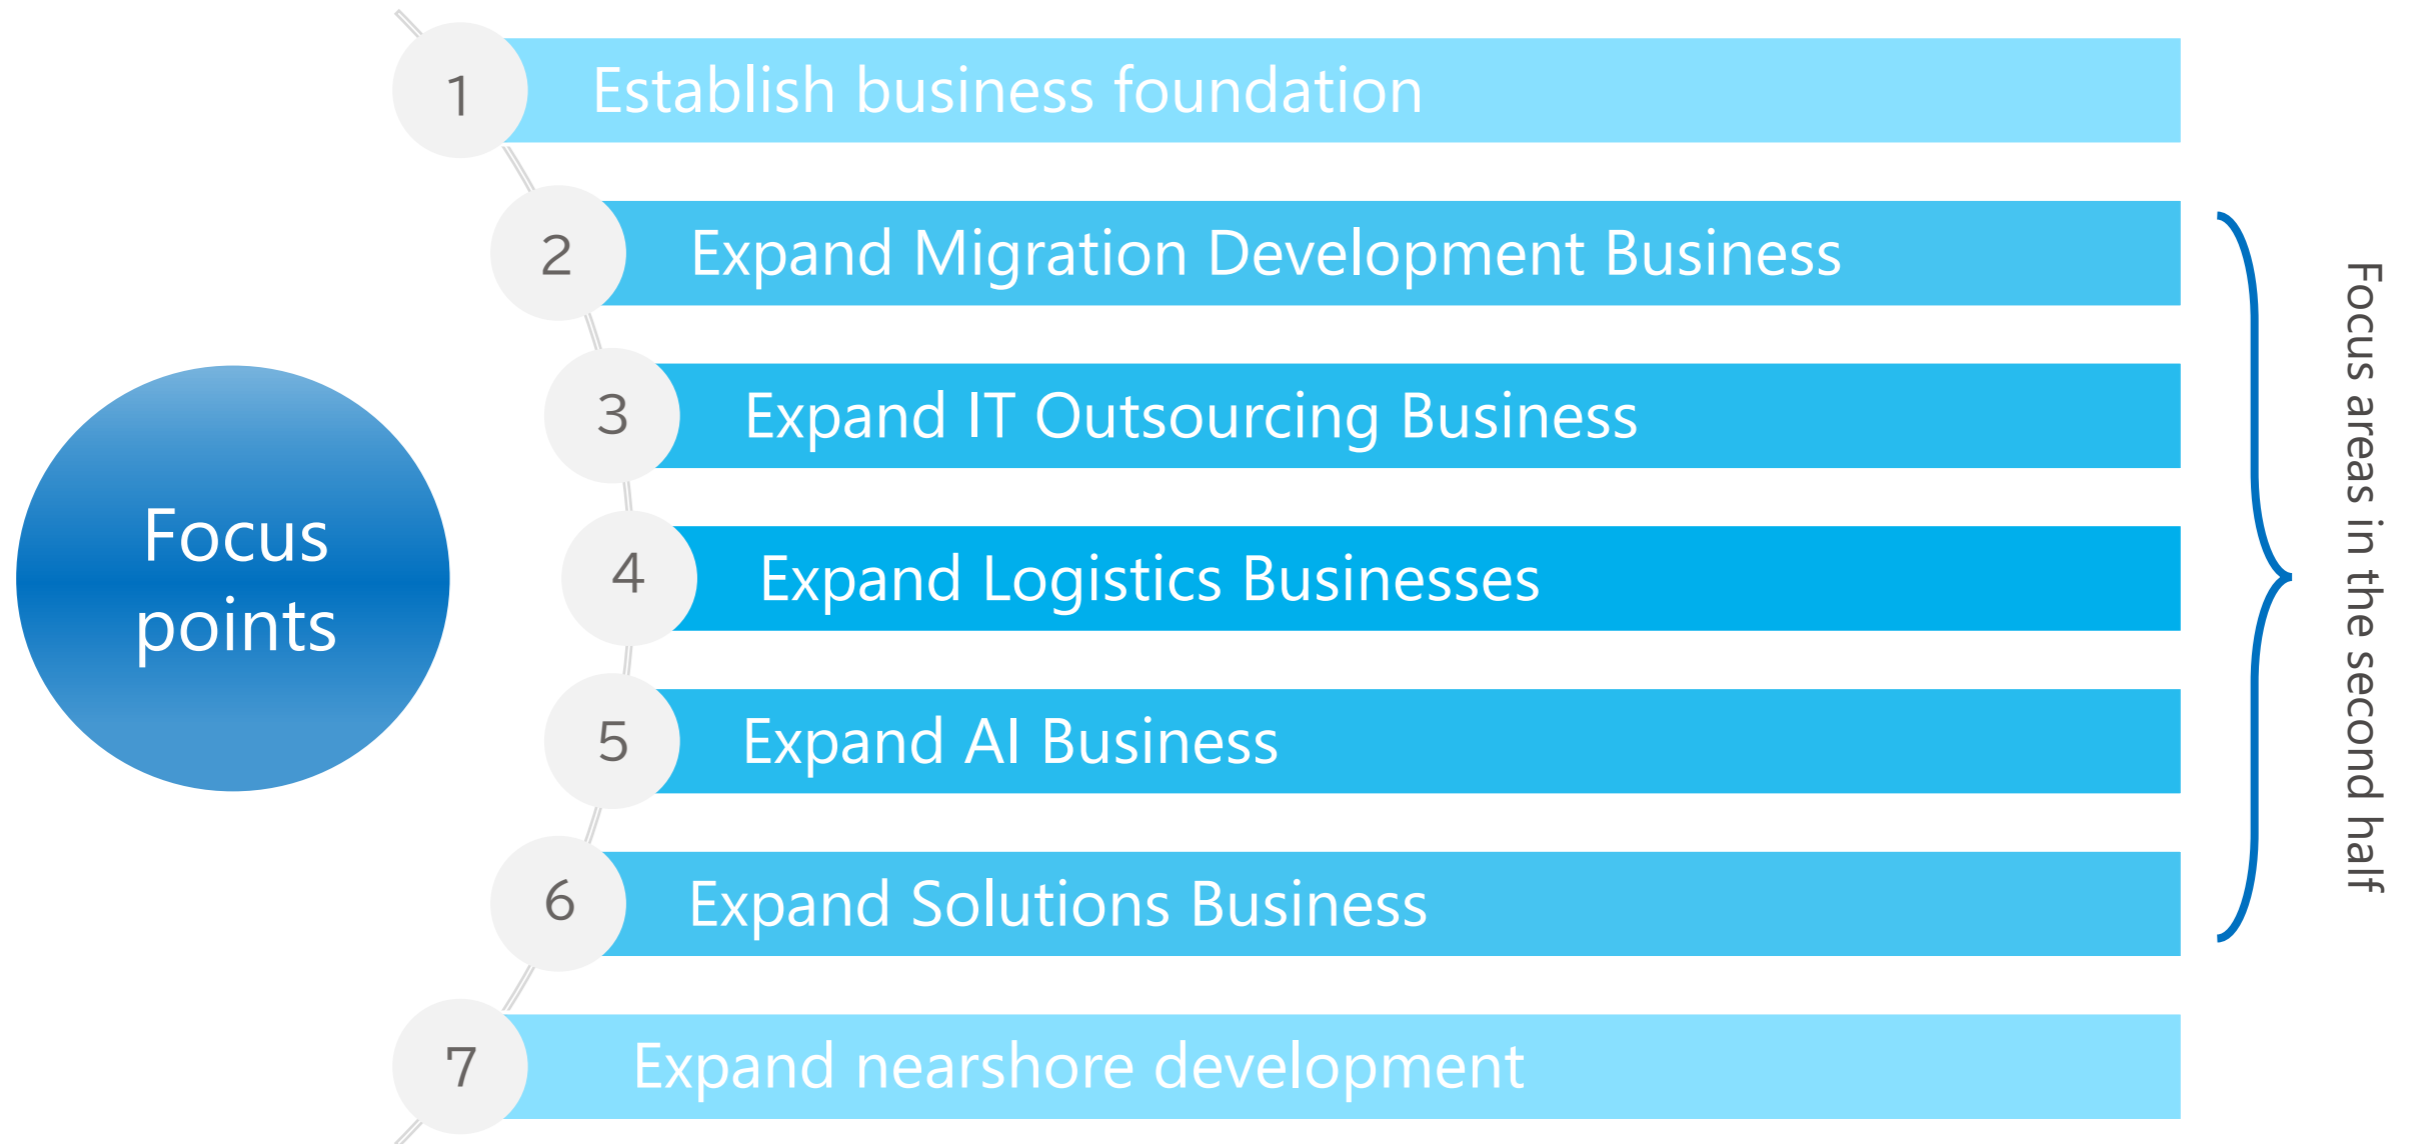 Focus
points
1
Establish business foundation
2
Expand Migration Development Business
3
Expand IT Outsourcing Business
4
Expand Logistics Businesses
5
Expand AI Business
6
Expand Solutions Business
7
Expand nearshore development
Focus areas in the second half